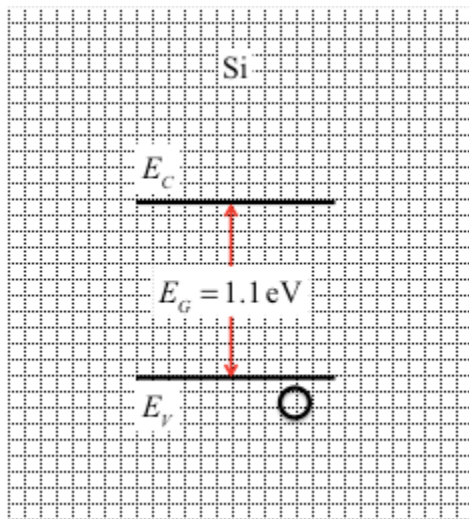 Si
E_C
E_G = 1.1 eV
E_V